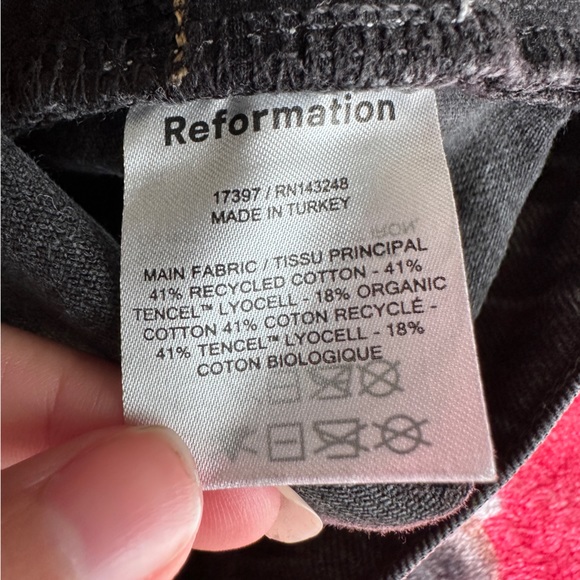 Reformation
17397 / RN143248
MADE IN TURKEY
MAIN FABRIC / TISSU PRINCIPAL
41% RECYCLED COTTON - 41%
TENCEL™ LYOCELL - 18% ORGANIC
COTTON 41% COTON RECYCLÉ -
41% TENCEL™ LYOCELL - 18%
COTON BIOLOGIQUE